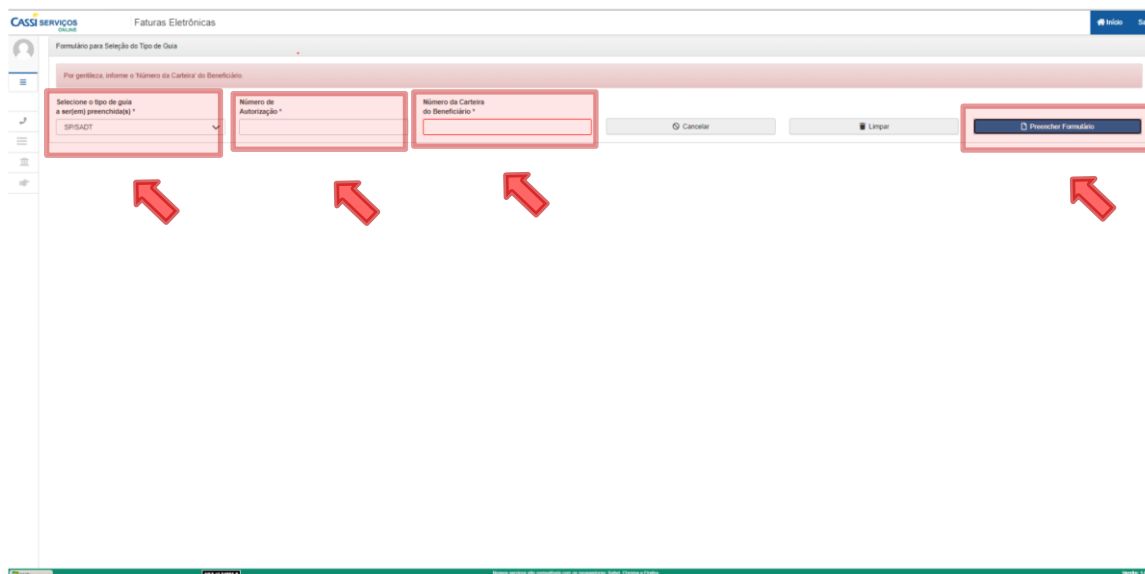 CASSI SERVIÇOS
ONLINE
Faturas Eletrônicas
Início
Formulário para Seleção do Tipo de Guia
Por gentileza, informe o 'Número da Carteira' do Beneficiário.
Selecione o tipo de guia
a ser(em) preenchida(s) *
SP/SADT
Número de
Autorização *
Número da Carteira
do Beneficiário *
Cancelar
Limpar
Preencher Formulário